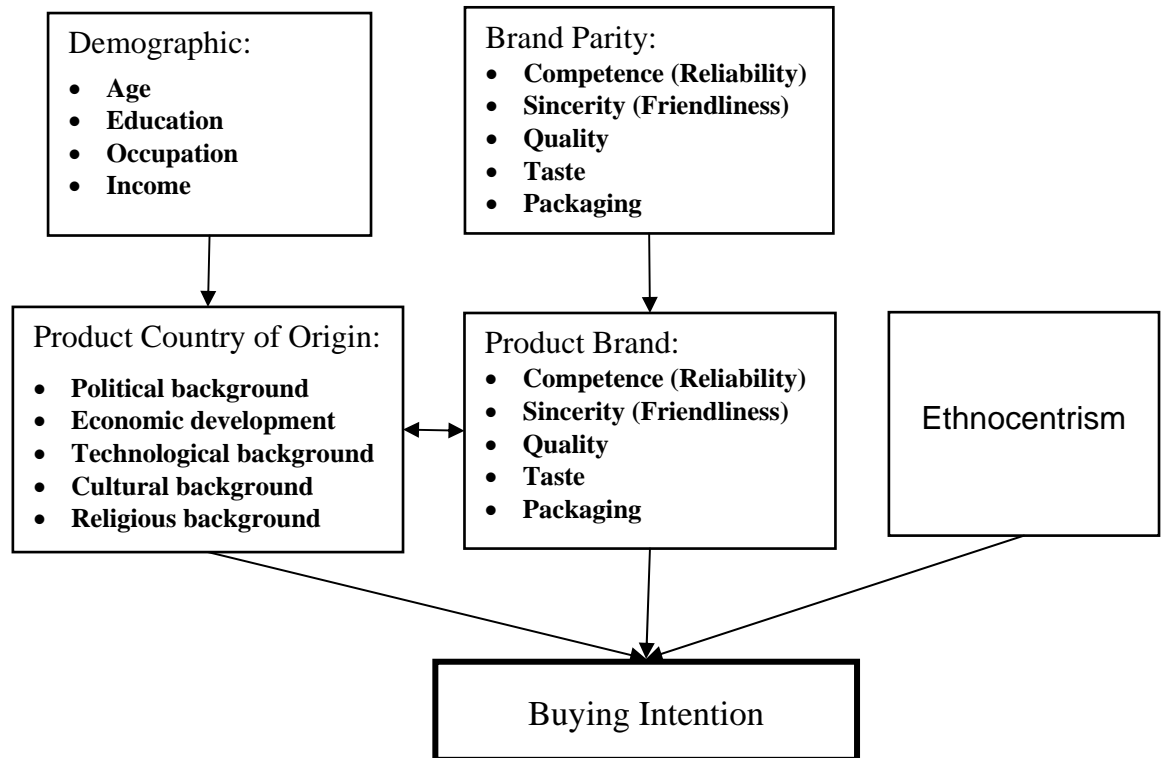 Demographic:
• Age
• Education
• Occupation
• Income
Brand Parity:
• Competence (Reliability)
• Sincerity (Friendliness)
• Quality
• Taste
• Packaging
Product Country of Origin:
• Political background
• Economic development
• Technological background
• Cultural background
• Religious background
Product Brand:
• Competence (Reliability)
• Sincerity (Friendliness)
• Quality
• Taste
• Packaging
Ethnocentrism
Buying Intention